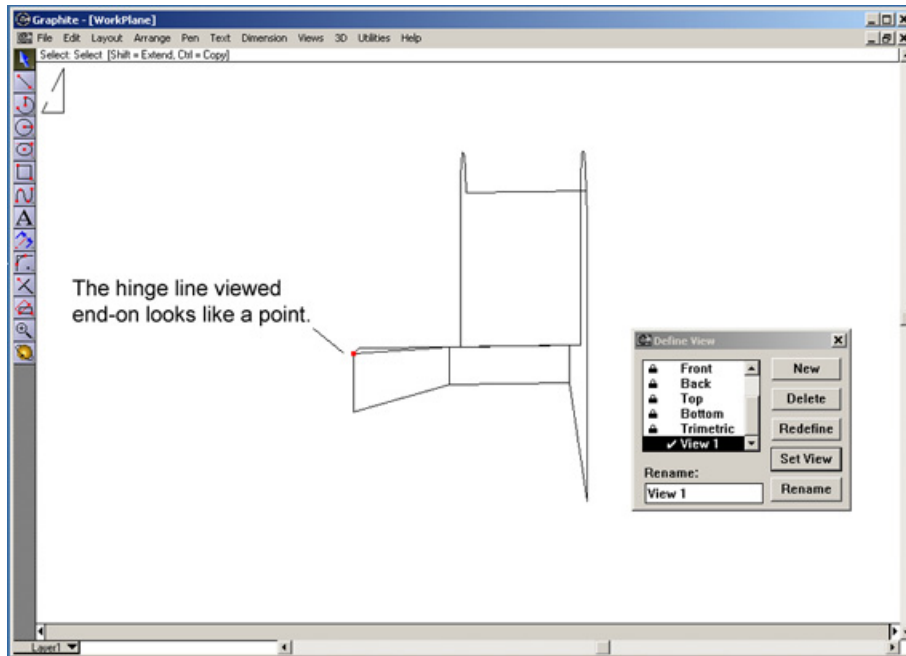 Graphite - [WorkPlane]
File Edit Layout Arrange Pen Text Dimension Views 3D Utilities Help
Select: Select [Shift = Extend, Ctrl = Copy]
A
The hinge line viewed
end-on looks like a point.
Define View
Front
Back
Top
Bottom
Trimetric
View 1
New
Delete
Redefine
Set View
Rename:
View 1
Rename
Layer1